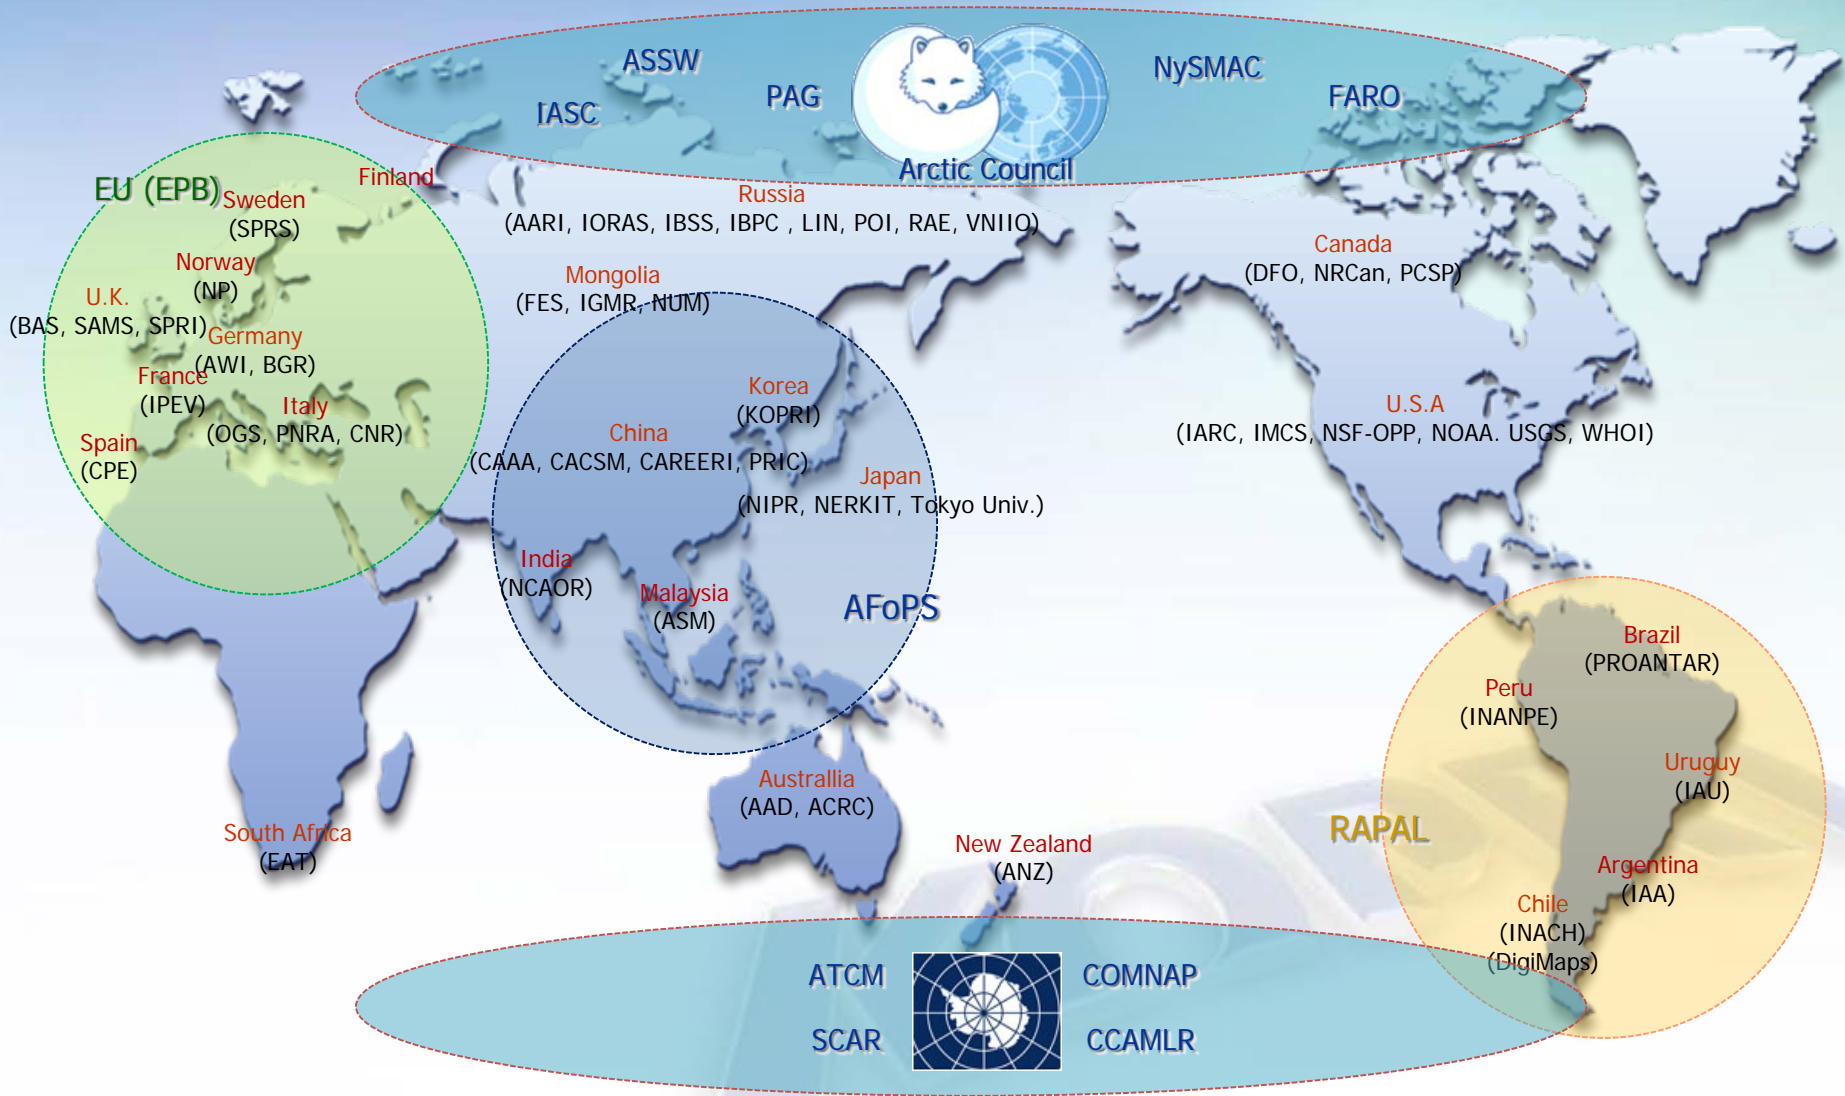 ASSW
NySMAC
PAG
FARO
IASC
Arctic Council
EU (EPB)
Finland
Sweden
(SPRS)
Norway
(NP)
U.K.
(BAS, SAMS, SPRI)
Germany
(AWI, BGR)
France
(IPEV)
Italy
(OGS, PNRA, CNR)
Spain
(CPE)
Russia
(AARI, IORAS, IBSS, IBPC , LIN, POI, RAE, VNIIO)
Mongolia
(FES, IGMR, NUM)
Korea
(KOPRI)
China
(CAAA, CACSM, CAREERI, PRIC)
Japan
(NIPR, NERKIT, Tokyo Univ.)
India
(NCAOR)
Malaysia
(ASM)
AFoPS
Canada
(DFO, NRCan, PCSP)
U.S.A
(IARC, IMCS, NSF-OPP, NOAA. USGS, WHOI)
Brazil
(PROANTAR)
Peru
(INANPE)
Uruguy
(IAU)
RAPAL
Argentina
(IAA)
Chile
(INACH)
(DigiMaps)
South Africa
(EAT)
Australlia
(AAD, ACRC)
New Zealand
(ANZ)
ATCM
COMNAP
SCAR
CCAMLR